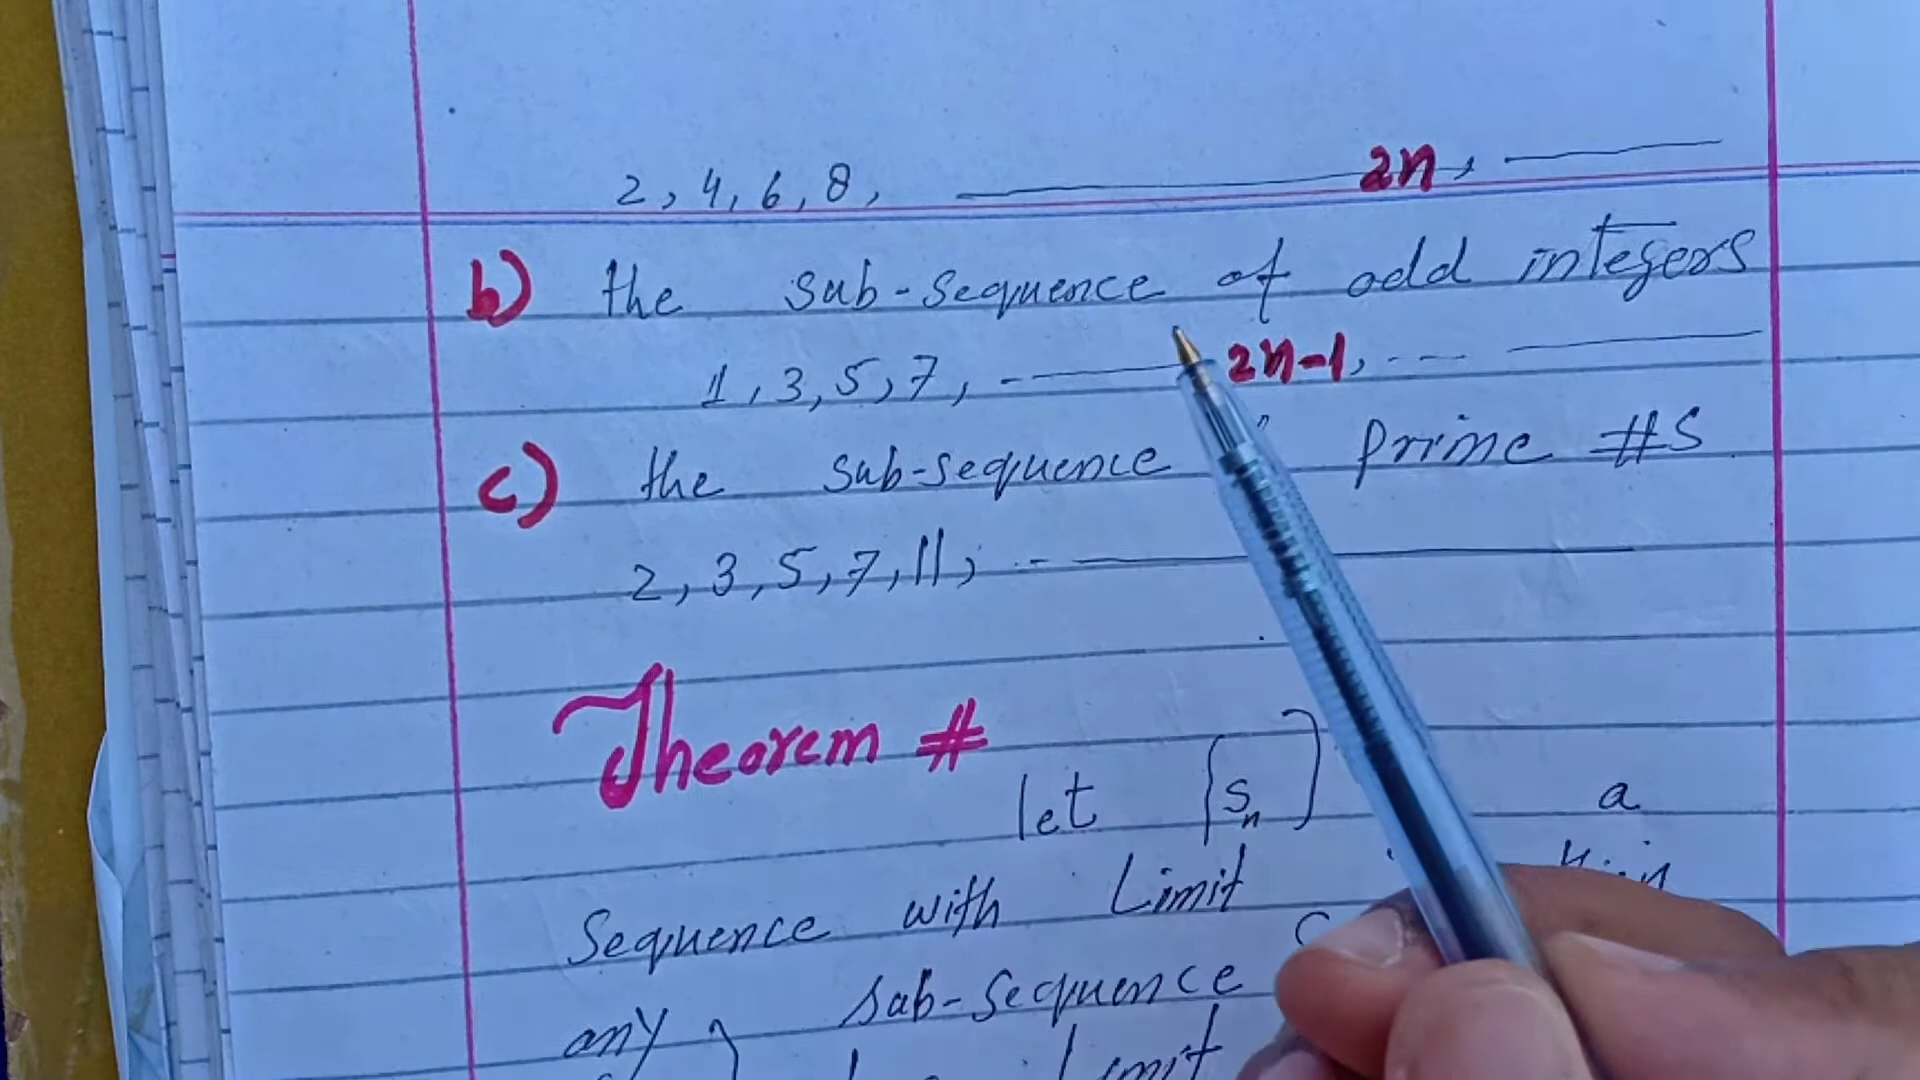 2, 4, 6, 8, ——— 2n, ———
b) the sub-sequence of odd integers
1, 3, 5, 7, - ——— 2n-1, --- ———
c) the sub-sequence prime #s
2, 3, 5, 7, 11, -- ———
Theorem #
let {Sn} a
Sequence with Limit
any sub-sequence
Limit